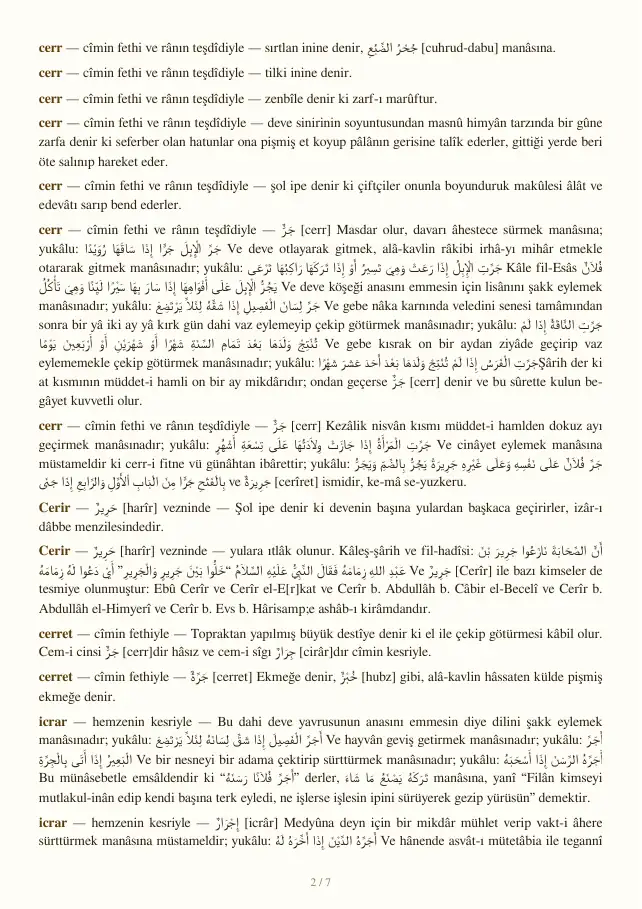 cerr — cîmin fethi ve rânın teşdîdiyle — sırtlan inine denir, جُحْرُ الضَّبُعِ [cuhrud-dabu] manâsına.
cerr — cîmin fethi ve rânın teşdîdiyle — tilki inine denir.
cerr — cîmin fethi ve rânın teşdîdiyle — zenbîle denir ki zarf-ı marûftur.
cerr — cîmin fethi ve rânın teşdîdiyle — deve sinirinin soyuntusundan masnû himyân tarzında bir gûne
zarfa denir ki seferber olan hatunlar ona pişmiş et koyup pâlânın gerisine talîk ederler, gittiği yerde beri
öte salınıp hareket eder.
cerr — cîmin fethi ve rânın teşdîdiyle — şol ipe denir ki çiftçiler onunla boyunduruk makûlesi âlât ve
edevâtı sarıp bend ederler.
cerr — cîmin fethi ve rânın teşdîdiyle — جَرٌّ [cerr] Masdar olur, davarı âhestece sürmek manâsına;
yukâlu: جَرَّ الْإِبِلَ جَرًّا إِذَا سَاقَهَا رُوَيْدًا Ve deve otlayarak gitmek, alâ-kavlin râkibi irhâ-yı mihâr etmekle
otararak gitmek manâsınadır; yukâlu: جَرَّتِ الْإِبِلُ إِذَا رَعَتْ وَهِيَ تَسِيرُ أَوْ إِذَا تَرَكَهَا رَاكِبُهَا تَرْعَى Kâle fil-Esâs فُلَانٌ
يَجُرُّ الْإِبِلَ عَلَى أَفْوَاهِهَا إِذَا سَارَ بِهَا سَيْرًا لَيِّنًا وَهِيَ تَأْكُلُ Ve deve köşeği anasını emmesin için lisânını şakk eylemek
manâsınadır; yukâlu: جَرَّ لِسَانَ الْفَصِيلِ إِذَا شَقَّهُ لِئَلَّا يَرْتَضِعَ Ve gebe nâka karnında veledini senesi tamâmından
sonra bir yâ iki ay yâ kırk gün dahi vaz eylemeyip çekip götürmek manâsınadır; yukâlu: جَرَّتِ النَّاقَةُ إِذَا لَمْ
تُنْتِجْ وَلَدَهَا بَعْدَ تَمَامِ السَّنَةِ شَهْرًا أَوْ شَهْرَيْنِ أَوْ أَرْبَعِينَ يَوْمًا Ve gebe kısrak on bir aydan ziyâde geçirip vaz
eylememekle çekip götürmek manâsınadır; yukâlu: جَرَّتِ الْفَرَسُ إِذَا لَمْ تُنْتِجْ وَلَدَهَا بَعْدَ أَحَدَ عَشَرَ شَهْرًاŞârih der ki
at kısmının müddet-i hamli on bir ay mikdârıdır; ondan geçerse جَرٌّ [cerr] denir ve bu sûrette kulun be-
gâyet kuvvetli olur.
cerr — cîmin fethi ve rânın teşdîdiyle — جَرٌّ [cerr] Kezâlik nisvân kısmı müddet-i hamlden dokuz ayı
geçirmek manâsınadır; yukâlu: جَرَّتِ الْمَرْأَةُ إِذَا جَازَتْ وِلَادَتُهَا عَلَى تِسْعَةِ أَشْهُرٍ Ve cinâyet eylemek manâsına
müstameldir ki cerr-i fitne vü günâhtan ibârettir; yukâlu: جَرَّ فُلَانٌ عَلَى نَفْسِهِ وَعَلَى غَيْرِهِ جَرِيرَةً يَجُرُّ بِالضَّمِّ وَيَجَرُّ
بِالْفَتْحِ جَرًّا مِنَ الْبَابِ الْأَوَّلِ وَالرَّابِعِ إِذَا جَنَى ve جَرِيرَةٌ [cerîret] ismidir, ke-mâ se-yuzkeru.
Cerir — جَرِيرٌ [harîr] vezninde — Şol ipe denir ki devenin başına yulardan başkaca geçirirler, izâr-ı
dâbbe menzilesindedir.
Cerir — جَرِيرٌ [harîr] vezninde — yulara ıtlâk olunur. Kâleş-şârih ve fil-hadîsi: أَنَّ الصَّحَابَةَ نَازَعُوا جَرِيرَ بْنَ
عَبْدِ اللهِ زِمَامَهُ فَقَالَ النَّبِيُّ عَلَيْهِ السَّلَامُ “خَلُّوا بَيْنَ جَرِيرٍ وَالْجَرِيرِ” أَيْ دَعُوا لَهُ زِمَامَهُ Ve جَرِيرٌ [Cerîr] ile bazı kimseler de
tesmiye olunmuştur: Ebû Cerîr ve Cerîr el-E[r]kat ve Cerîr b. Abdullâh b. Câbir el-Becelî ve Cerîr b.
Abdullâh el-Himyerî ve Cerîr b. Evs b. Hârisamp;e ashâb-ı kirâmdandır.
cerret — cîmin fethiyle — Topraktan yapılmış büyük destîye denir ki el ile çekip götürmesi kâbil olur.
Cem-i cinsi جَرٌّ [cerr]dir hâsız ve cem-i sîgı جِرَارٌ [cirâr]dır cîmin kesriyle.
cerret — cîmin fethiyle — جَرَّةٌ [cerret] Ekmeğe denir, خُبْزٌ [hubz] gibi, alâ-kavlin hâssaten külde pişmiş
ekmeğe denir.
icrar — hemzenin kesriyle — Bu dahi deve yavrusunun anasını emmesin diye dilini şakk eylemek
manâsınadır; yukâlu: أَجَرَّ الْفَصِيلَ إِذَا شَقَّ لِسَانَهُ لِئَلَّا يَرْتَضِعَ Ve hayvân geviş getirmek manâsınadır; yukâlu: أَجَرَّ
الْبَعِيرُ إِذَا أَتَى بِالْجِرَّةِ Ve bir nesneyi bir adama çektirip sürttürmek manâsınadır; yukâlu: أَجَرَّهُ الرَّسَنَ إِذَا أَسْحَبَهُ
Bu münâsebetle emsâldendir ki “أَجَرَّ فُلَانًا رَسَنَهُ” derler, تَرَكَهُ يَصْنَعُ مَا شَاءَ manâsına, yanî “Filân kimseyi
mutlakul-inân edip kendi başına terk eyledi, ne işlerse işlesin ipini sürüyerek gezip yürüsün” demektir.
icrar — hemzenin kesriyle — إِجْرَارٌ [icrâr] Medyûna deyn için bir mikdâr mühlet verip vakt-i âhere
sürttürmek manâsına müstameldir; yukâlu: أَجَرَّهُ الدَّيْنَ إِذَا أَخَّرَهُ لَهُ Ve hânende asvât-ı mütetâbia ile tegannî
2 / 7